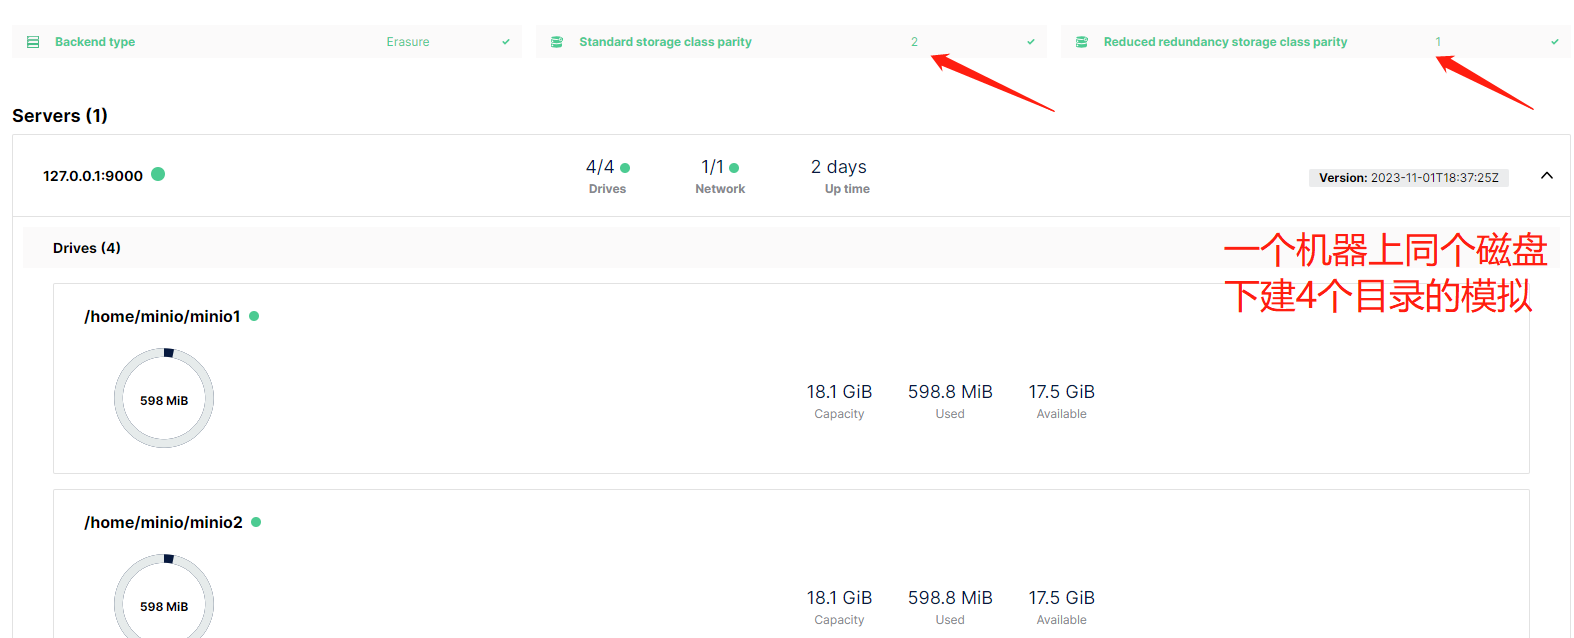 Backend type Erasure Standard storage class parity 2 Reduced redundancy storage class parity 1
Servers (1)
127.0.0.1:9000 4/4 1/1 2 days Version: 2023-11-01T18:37:25Z
Drives Network Up time
Drives (4)
一个机器上同个磁盘
下建4个目录的模拟
/home/minio/minio1
598 MiB
18.1 GiB 598.8 MiB 17.5 GiB
Capacity Used Available
/home/minio/minio2
598 MiB
18.1 GiB 598.8 MiB 17.5 GiB
Capacity Used Available